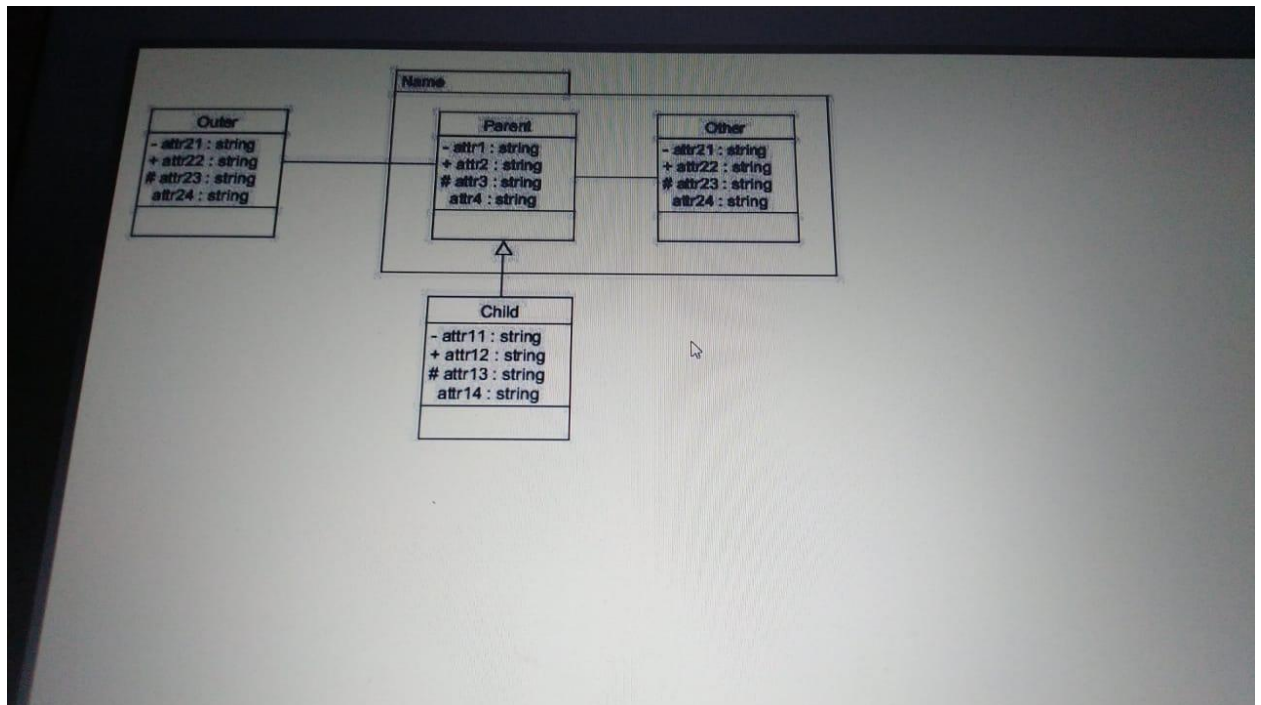 Name
Outer
- attr21 : string
+ attr22 : string
# attr23 : string
attr24 : string
Parent
- attr1 : string
+ attr2 : string
# attr3 : string
attr4 : string
Other
- attr21 : string
+ attr22 : string
# attr23 : string
attr24 : string
Child
- attr11 : string
+ attr12 : string
# attr13 : string
attr14 : string